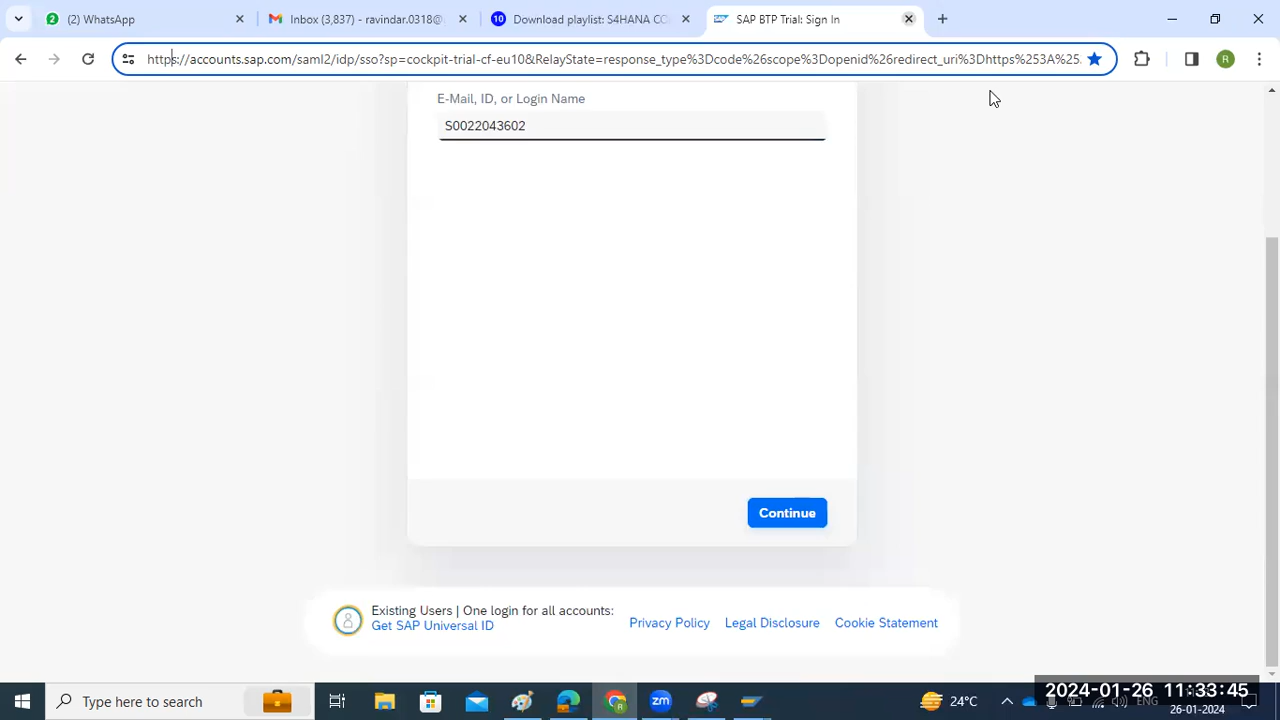 (2) WhatsApp
Inbox (3,837) - ravindar.0318@
Download playlist: S4HANA CO
SAP BTP Trial: Sign In
https://accounts.sap.com/saml2/idp/sso?sp=cockpit-trial-cf-eu10&RelayState=response_type%3Dcode%26scope%3Dopenid%26redirect_uri%3Dhttps%253A%25.
R
E-Mail, ID, or Login Name
S0022043602
Continue
Existing Users | One login for all accounts:
Get SAP Universal ID
Privacy Policy
Legal Disclosure
Cookie Statement
Type here to search
zm
24°C
2024-01-26 11:33:45
ENG
26-01-2024